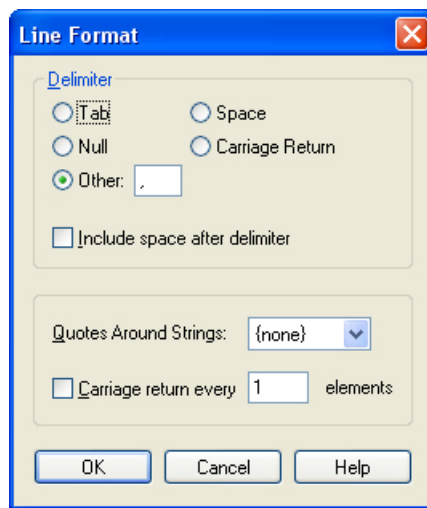 Line Format
Delimiter
Tab Space
Null Carriage Return
Other: ,
Include space after delimiter
Quotes Around Strings: {none}
Carriage return every 1 elements
OK Cancel Help